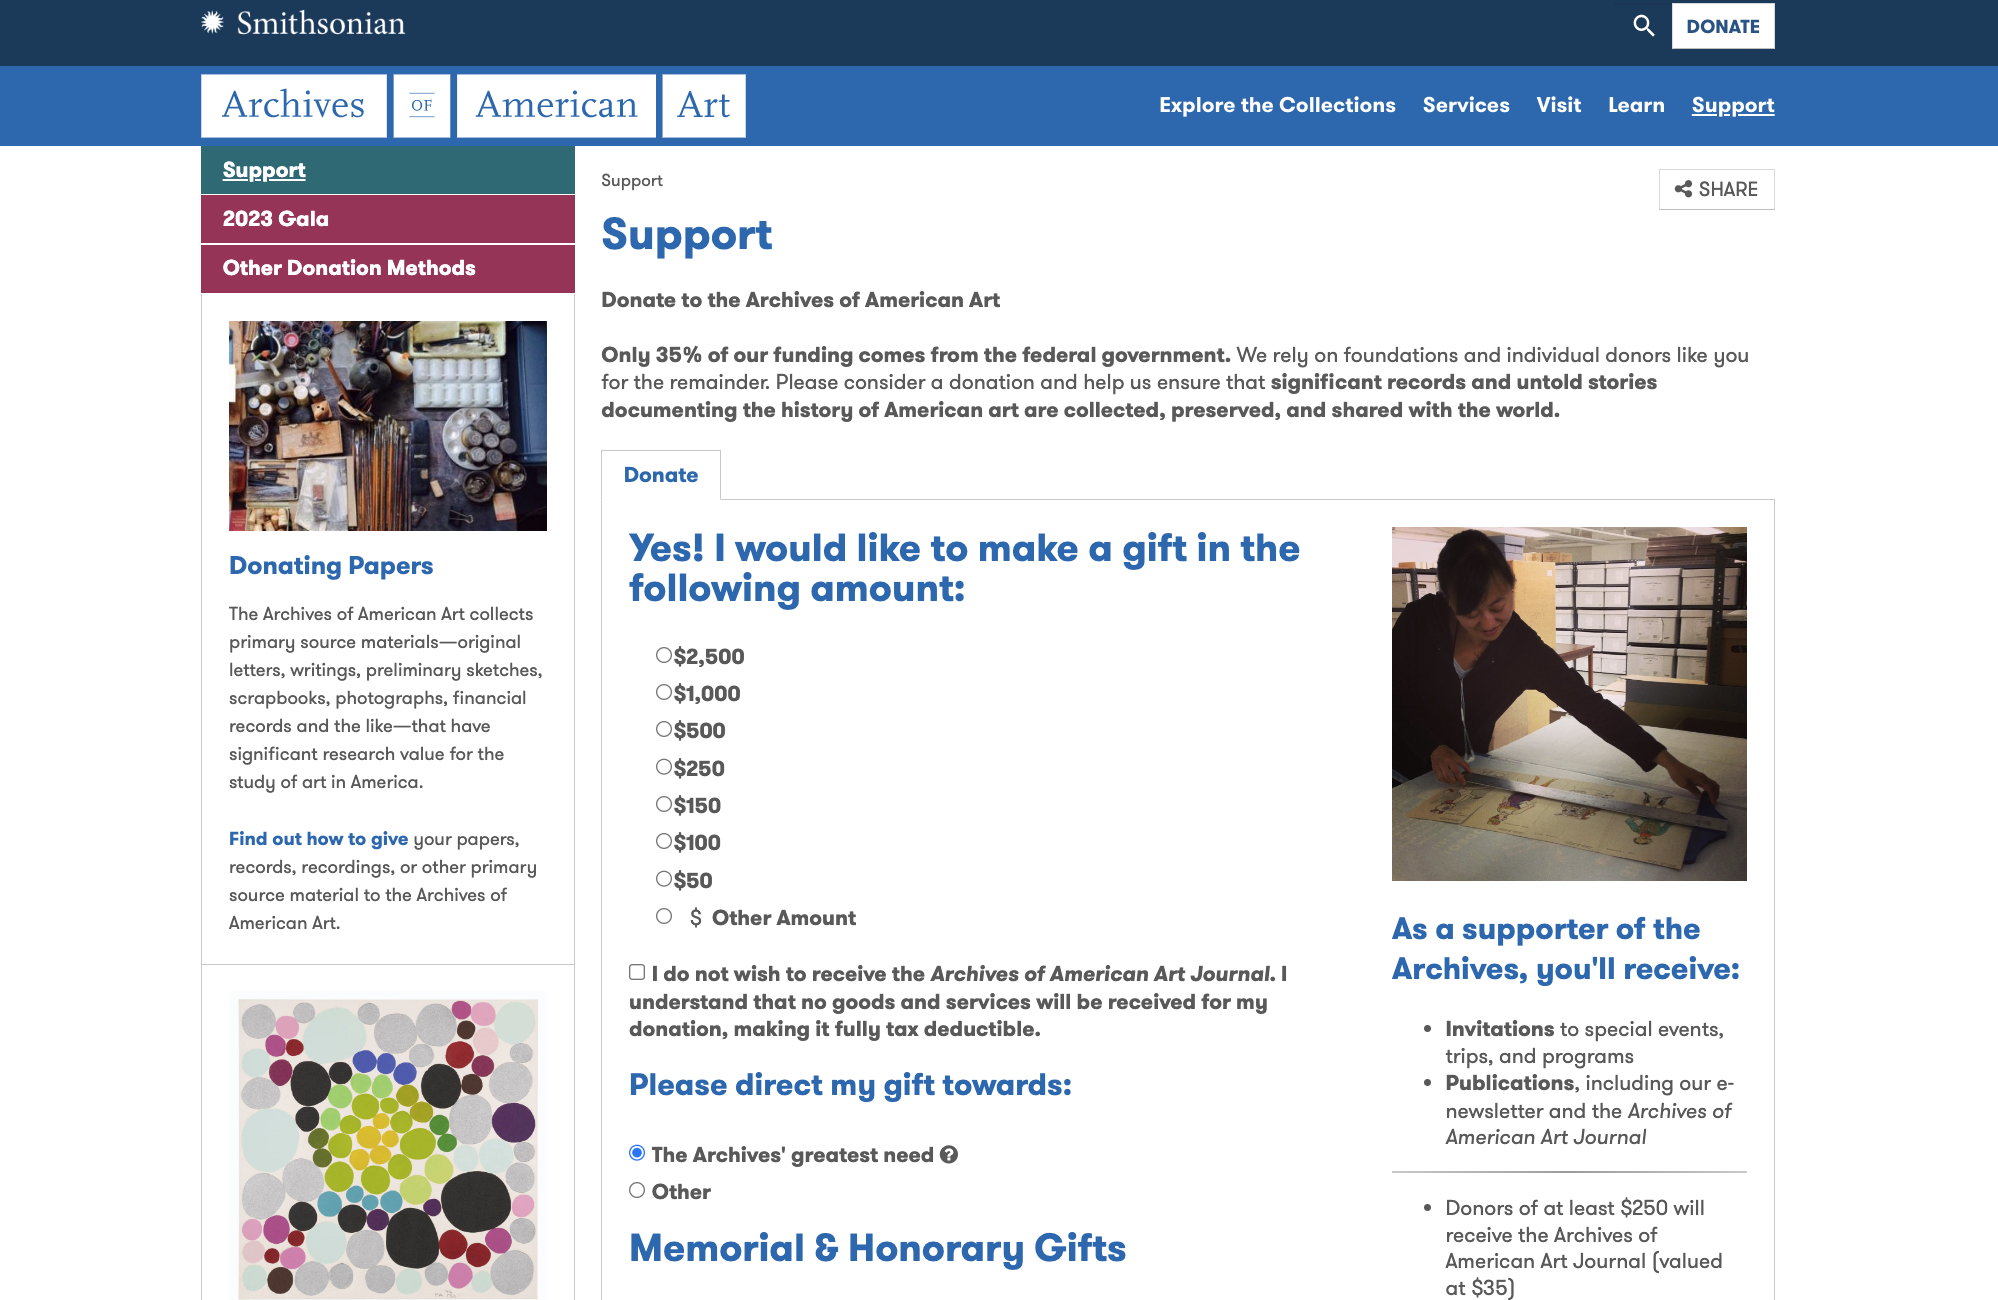 Smithsonian
DONATE
Archives OF American Art
Explore the Collections
Services
Visit
Learn
Support
Support
2023 Gala
Other Donation Methods
Donating Papers
The Archives of American Art collects
primary source materials—original
letters, writings, preliminary sketches,
scrapbooks, photographs, financial
records and the like—that have
significant research value for the
study of art in America.
Find out how to give your papers,
records, recordings, or other primary
source material to the Archives of
American Art.
Support
SHARE
Support
Donate to the Archives of American Art
Only 35% of our funding comes from the federal government. We rely on foundations and individual donors like you
for the remainder. Please consider a donation and help us ensure that significant records and untold stories
documenting the history of American art are collected, preserved, and shared with the world.
Donate
Yes! I would like to make a gift in the
following amount:
$2,500
$1,000
$500
$250
$150
$100
$50
$ Other Amount
I do not wish to receive the Archives of American Art Journal. I
understand that no goods and services will be received for my
donation, making it fully tax deductible.
Please direct my gift towards:
The Archives' greatest need ?
Other
Memorial & Honorary Gifts
As a supporter of the
Archives, you'll receive:
• Invitations to special events,
trips, and programs
• Publications, including our e-
newsletter and the Archives of
American Art Journal
• Donors of at least $250 will
receive the Archives of
American Art Journal (valued
at $35)